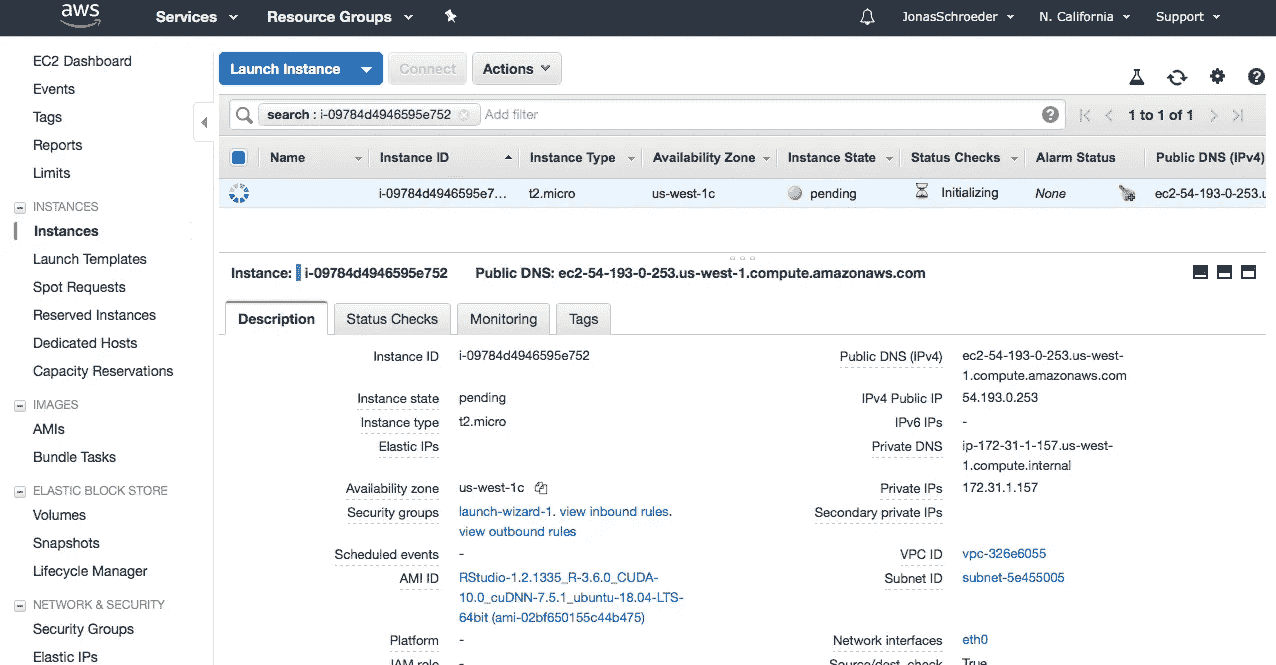 aws Services Resource Groups JonasSchroeder N. California Support
EC2 Dashboard
Events
Tags
Reports
Limits
INSTANCES
Instances
Launch Templates
Spot Requests
Reserved Instances
Dedicated Hosts
Capacity Reservations
IMAGES
AMIs
Bundle Tasks
ELASTIC BLOCK STORE
Volumes
Snapshots
Lifecycle Manager
NETWORK & SECURITY
Security Groups
Elastic IPs
Launch Instance Connect Actions
search : i-09784d4946595e752 Add filter ? 1 to 1 of 1
Name Instance ID Instance Type Availability Zone Instance State Status Checks Alarm Status Public DNS (IPv4)
i-09784d4946595e7... t2.micro us-west-1c pending Initializing None ec2-54-193-0-253.u
Instance: i-09784d4946595e752 Public DNS: ec2-54-193-0-253.us-west-1.compute.amazonaws.com
Description Status Checks Monitoring Tags
Instance ID i-09784d4946595e752
Instance state pending
Instance type t2.micro
Elastic IPs
Availability zone us-west-1c
Security groups launch-wizard-1. view inbound rules.
view outbound rules
Scheduled events -
AMI ID RStudio-1.2.1335_R-3.6.0_CUDA-
10.0_cuDNN-7.5.1_ubuntu-18.04-LTS-
64bit (ami-02bf650155c44b475)
Platform -
IAM role -
Public DNS (IPv4) ec2-54-193-0-253.us-west-
1.compute.amazonaws.com
IPv4 Public IP 54.193.0.253
IPv6 IPs -
Private DNS ip-172-31-1-157.us-west-
1.compute.internal
Private IPs 172.31.1.157
Secondary private IPs
VPC ID vpc-326e6055
Subnet ID subnet-5e455005
Network interfaces eth0
Source/dest. check True